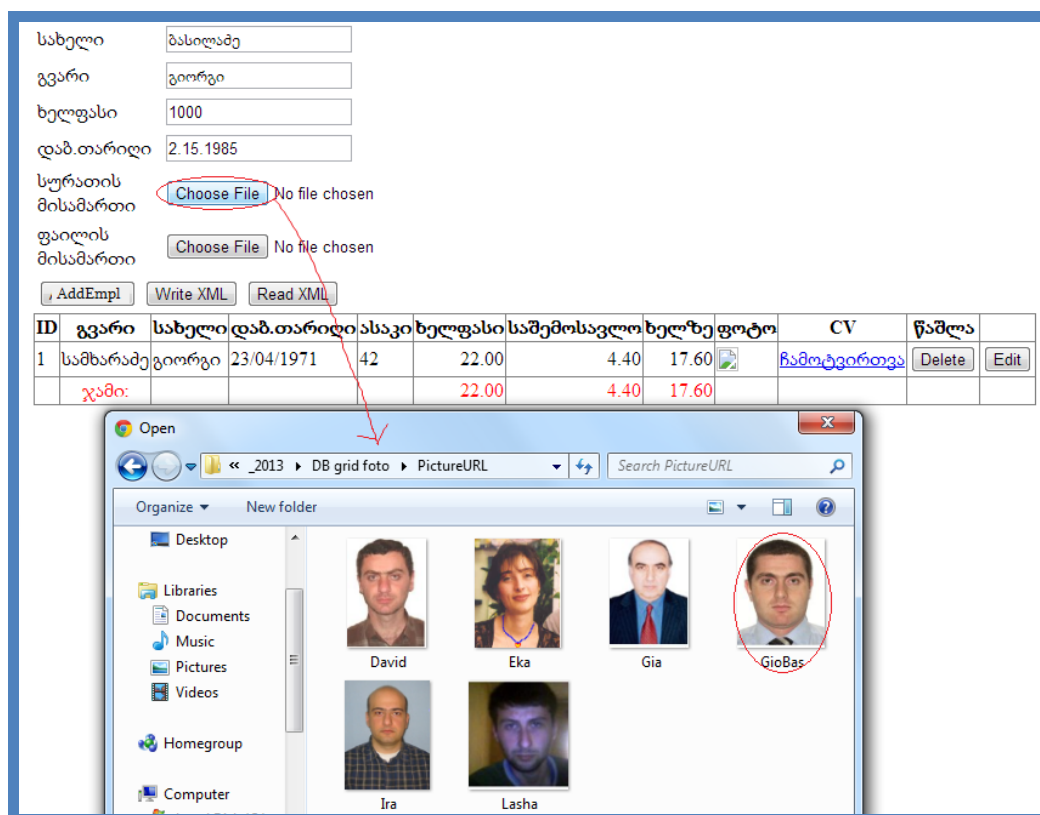 სახელი ბასილაძე
გვარი გიორგი
ხელფასი 1000
დაბ.თარიღი 2.15.1985
სურათის
მისამართი Choose File No file chosen
ფაილის
მისამართი Choose File No file chosen
AddEmpl Write XML Read XML
ID გვარი სახელი დაბ.თარიღი ასაკი ხელფასი საშემოსავლო ხელზე ფოტო CV წაშლა
1 სამხარაძე გიორგი 23/04/1971 42 22.00 4.40 17.60 ჩამოტვირთვა Delete Edit
ჯამი: 22.00 4.40 17.60
Open
« _2013 DB grid foto PictureURL Search PictureURL
Organize New folder
Desktop
Libraries
Documents
Music
Pictures
Videos
Homegroup
Computer
David Eka Gia GioBas
Ira Lasha